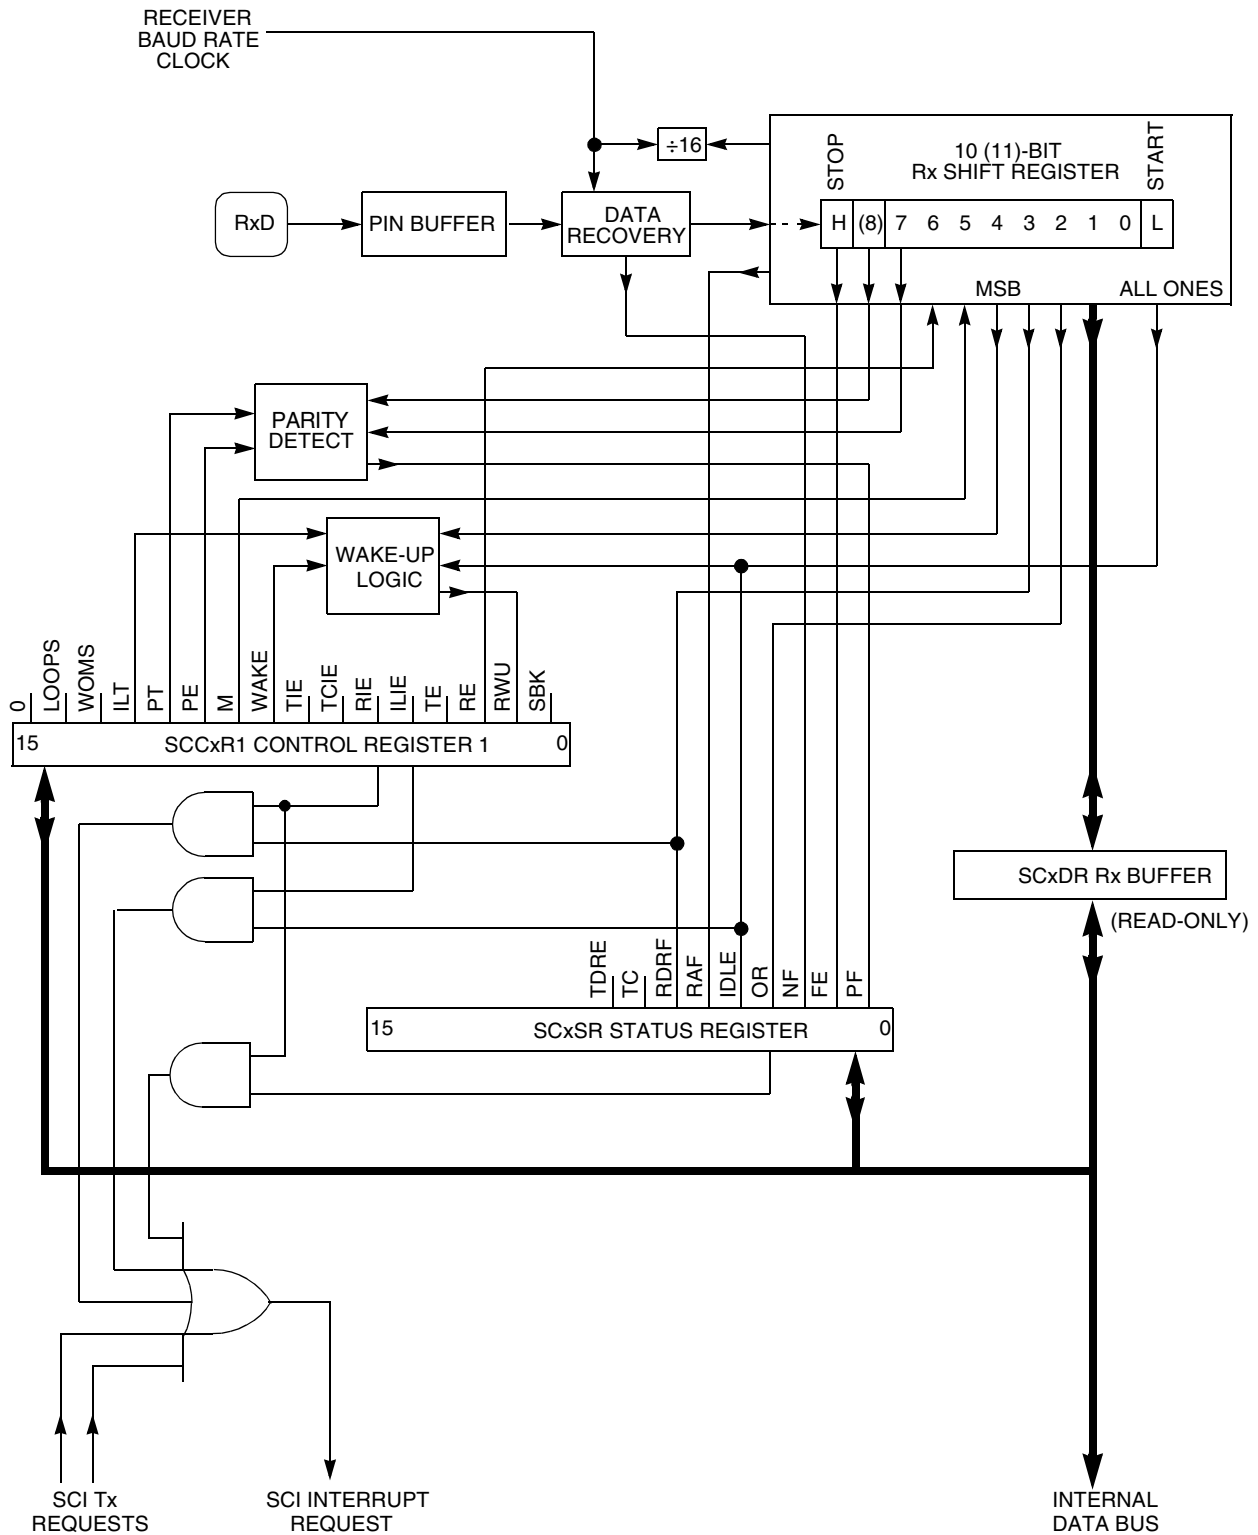 RECEIVER
BAUD RATE
CLOCK
÷16
STOP
10 (11)-BIT
Rx SHIFT REGISTER
START
RxD
PIN BUFFER
DATA
RECOVERY
H (8) 7 6 5 4 3 2 1 0 L
MSB
ALL ONES
PARITY
DETECT
WAKE-UP
LOGIC
0
LOOPS
WOMS
ILT
PT
PE
M
WAKE
TIE
TCIE
RIE
ILIE
TE
RE
RWU
SBK
15 SCCxR1 CONTROL REGISTER 1 0
SCxDR Rx BUFFER
(READ-ONLY)
TDRE
TC
RDRF
RAF
IDLE
OR
NF
FE
PF
15 SCxSR STATUS REGISTER 0
SCI Tx
REQUESTS
SCI INTERRUPT
REQUEST
INTERNAL
DATA BUS